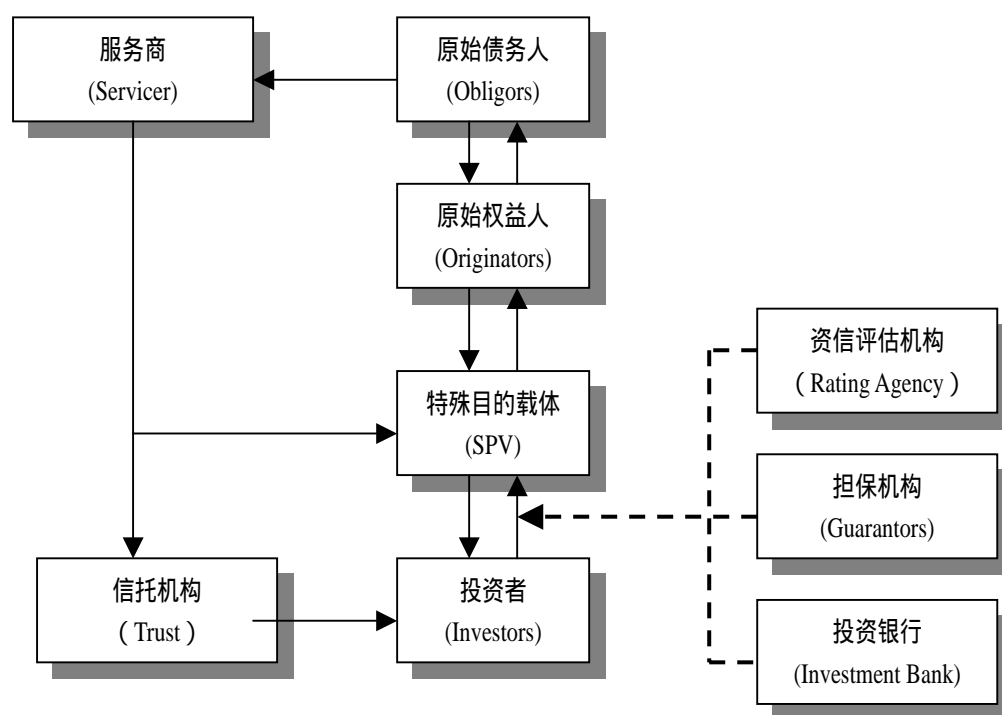 服务商
(Servicer)
原始债务人
(Obligors)
原始权益人
(Originators)
特殊目的载体
(SPV)
信托机构
（Trust）
投资者
(Investors)
资信评估机构
（Rating Agency）
担保机构
(Guarantors)
投资银行
(Investment Bank)